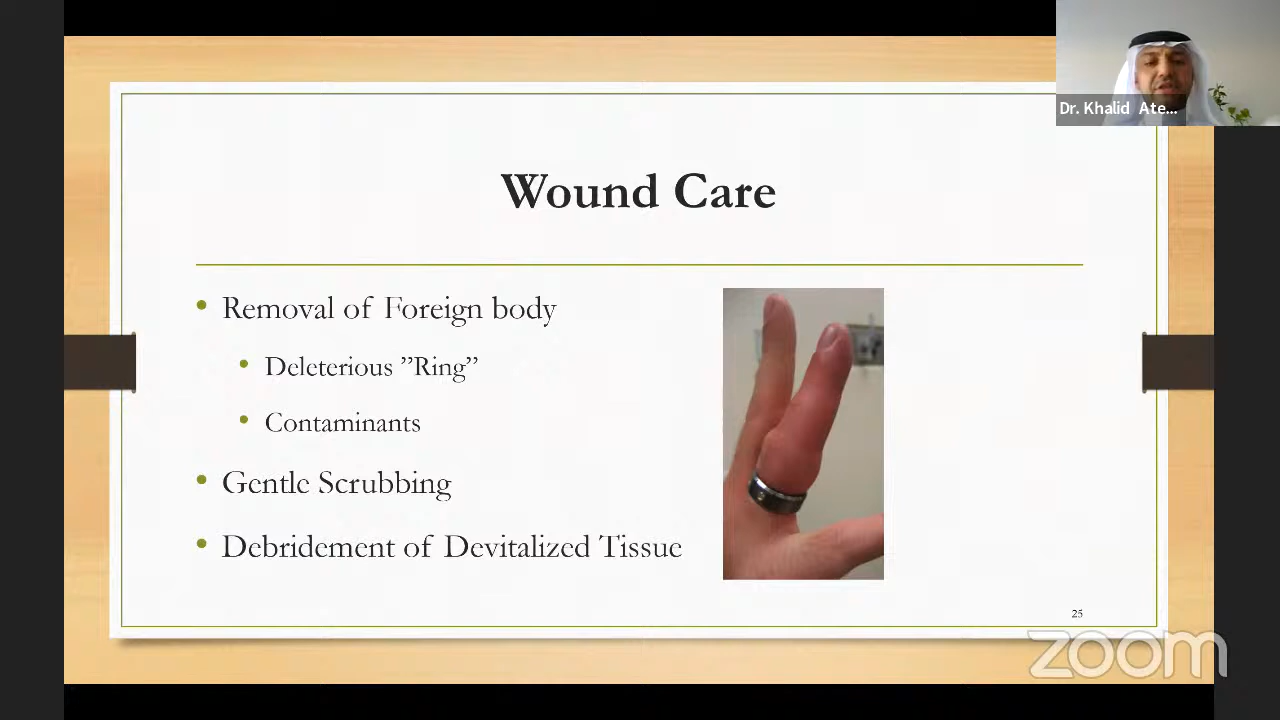 Dr. Khalid Ate...
Wound Care
Removal of Foreign body
Deleterious ”Ring”
Contaminants
Gentle Scrubbing
Debridement of Devitalized Tissue
25
zoom